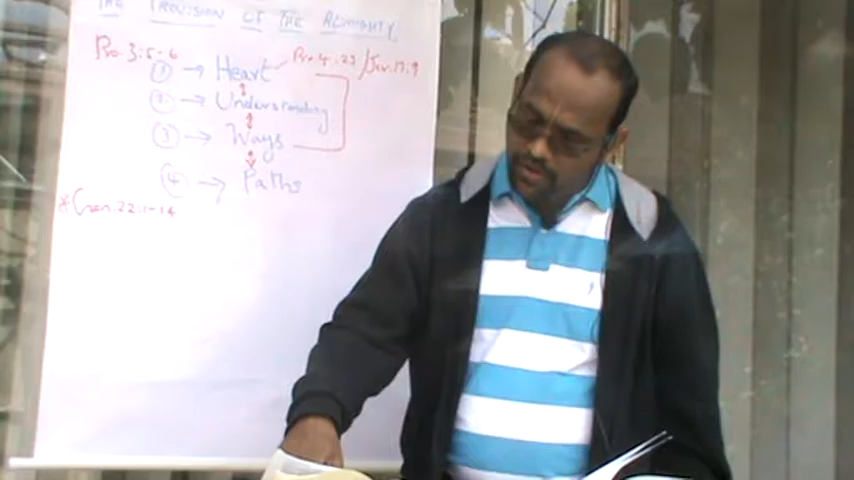 THE PROVISION OF THE ALMIGHTY
Pro. 3:5-6
① → Heart - Pro. 4:23 / Jer. 17:9
② → Understanding
③ → Ways
④ → Paths
* Gen. 22:1-14